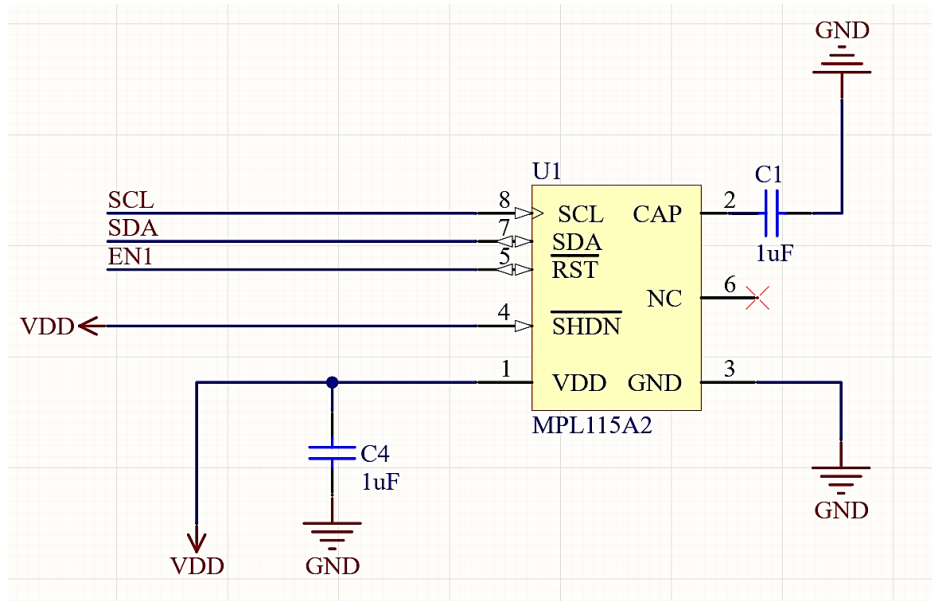 GND
U1
C1
SCL
8
SCL
CAP
2
SDA
7
SDA
1uF
EN1
5
RST
NC
6
VDD
4
SHDN
1
VDD
GND
3
MPL115A2
C4
1uF
GND
VDD
GND